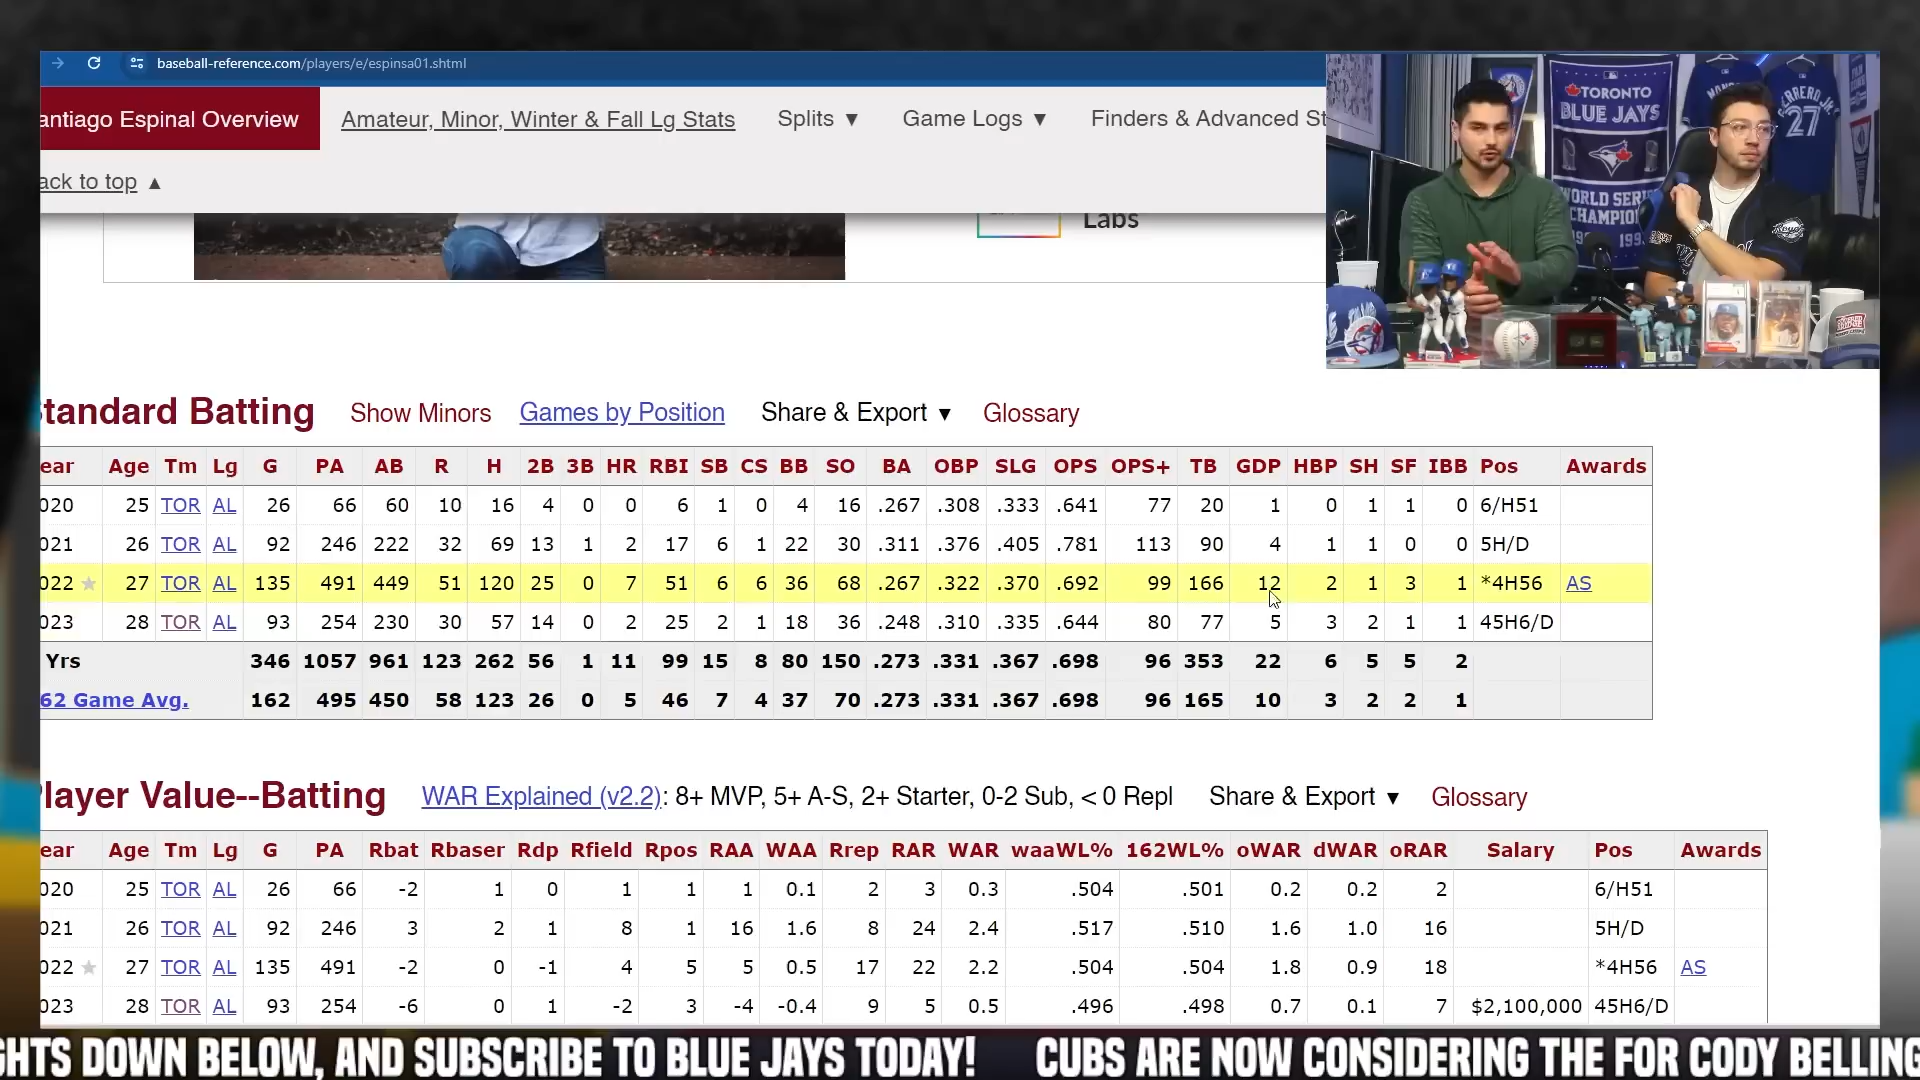 baseball-reference.com/players/e/espinsa01.shtml
antiago Espinal Overview
Amateur, Minor, Winter & Fall Lg Stats
Splits ▼
Game Logs ▼
Finders & Advanced St
ack to top ▲
Labs
TORONTO
BLUE JAYS
WORLD SERIES
CHAMPION
27
tandard Batting Show Minors Games by Position Share & Export ▼ Glossary
ear Age Tm Lg G PA AB R H 2B 3B HR RBI SB CS BB SO BA OBP SLG OPS OPS+ TB GDP HBP SH SF IBB Pos Awards
020 25 TOR AL 26 66 60 10 16 4 0 0 6 1 0 4 16 .267 .308 .333 .641 77 20 1 0 1 1 0 6/H51
021 26 TOR AL 92 246 222 32 69 13 1 2 17 6 1 22 30 .311 .376 .405 .781 113 90 4 1 1 0 0 5H/D
022 ★ 27 TOR AL 135 491 449 51 120 25 0 7 51 6 6 36 68 .267 .322 .370 .692 99 166 12 2 1 3 1 *4H56 AS
023 28 TOR AL 93 254 230 30 57 14 0 2 25 2 1 18 36 .248 .310 .335 .644 80 77 5 3 2 1 1 45H6/D
Yrs 346 1057 961 123 262 56 1 11 99 15 8 80 150 .273 .331 .367 .698 96 353 22 6 5 5 2
62 Game Avg. 162 495 450 58 123 26 0 5 46 7 4 37 70 .273 .331 .367 .698 96 165 10 3 2 2 1
layer Value--Batting WAR Explained (v2.2): 8+ MVP, 5+ A-S, 2+ Starter, 0-2 Sub, < 0 Repl Share & Export ▼ Glossary
ear Age Tm Lg G PA Rbat Rbaser Rdp Rfield Rpos RAA WAA Rrep RAR WAR waaWL% 162WL% oWAR dWAR oRAR Salary Pos Awards
020 25 TOR AL 26 66 -2 1 0 1 1 1 0.1 2 3 0.3 .504 .501 0.2 0.2 2 6/H51
021 26 TOR AL 92 246 3 2 1 8 1 16 1.6 8 24 2.4 .517 .510 1.6 1.0 16 5H/D
022 ★ 27 TOR AL 135 491 -2 0 -1 4 5 5 0.5 17 22 2.2 .504 .504 1.8 0.9 18 *4H56 AS
023 28 TOR AL 93 254 -6 0 1 -2 3 -4 -0.4 9 5 0.5 .496 .498 0.7 0.1 7 $2,100,000 45H6/D
GHTS DOWN BELOW, AND SUBSCRIBE TO BLUE JAYS TODAY! CUBS ARE NOW CONSIDERING THE FOR CODY BELLING